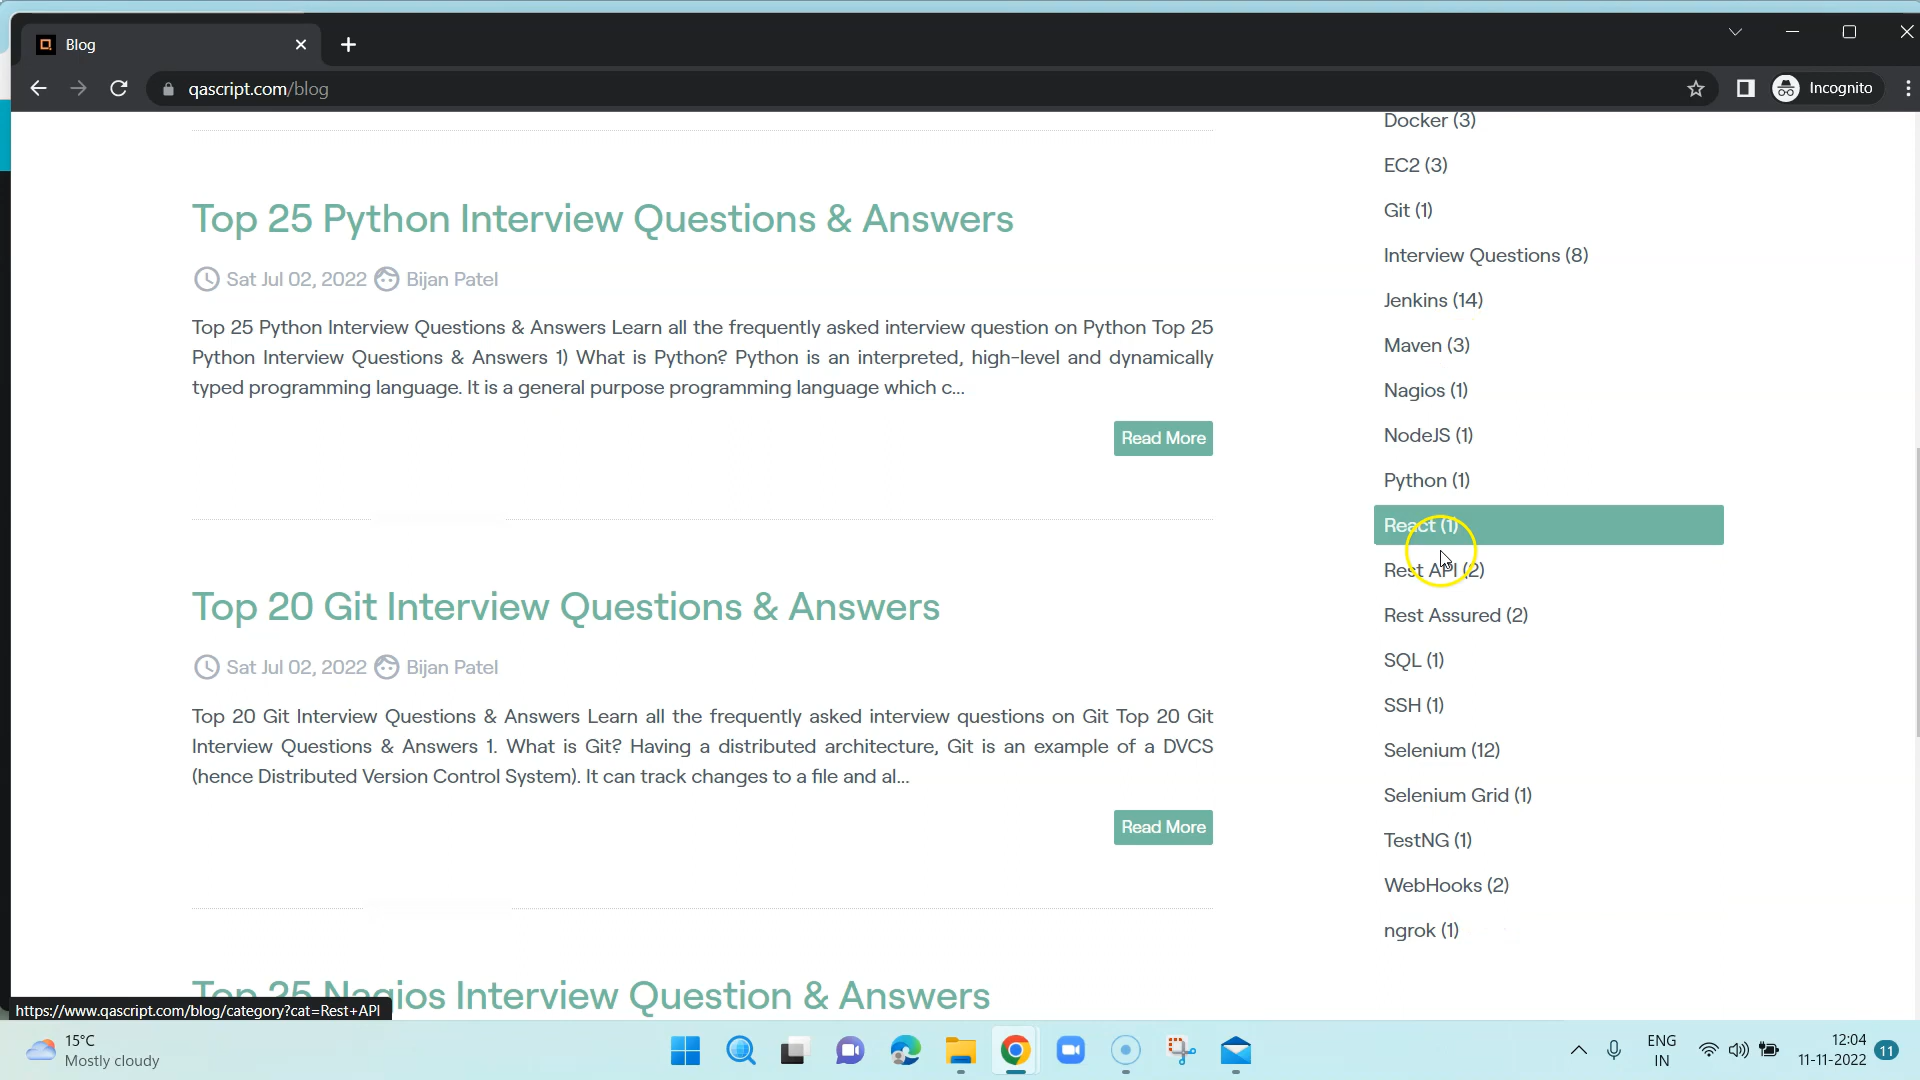 Blog
qascript.com/blog
Incognito
Top 25 Python Interview Questions & Answers
Sat Jul 02, 2022 Bijan Patel
Top 25 Python Interview Questions & Answers Learn all the frequently asked interview question on Python Top 25
Python Interview Questions & Answers 1) What is Python? Python is an interpreted, high-level and dynamically
typed programming language. It is a general purpose programming language which c...
Read More
Top 20 Git Interview Questions & Answers
Sat Jul 02, 2022 Bijan Patel
Top 20 Git Interview Questions & Answers Learn all the frequently asked interview questions on Git Top 20 Git
Interview Questions & Answers 1. What is Git? Having a distributed architecture, Git is an example of a DVCS
(hence Distributed Version Control System). It can track changes to a file and al...
Read More
Top 25 Nagios Interview Question & Answers
Docker (3)
EC2 (3)
Git (1)
Interview Questions (8)
Jenkins (14)
Maven (3)
Nagios (1)
NodeJS (1)
Python (1)
React (1)
Rest API (2)
Rest Assured (2)
SQL (1)
SSH (1)
Selenium (12)
Selenium Grid (1)
TestNG (1)
WebHooks (2)
ngrok (1)
https://www.qascript.com/blog/category?cat=Rest+API
15°C
Mostly cloudy
ENG
IN
12:04
11-11-2022
11